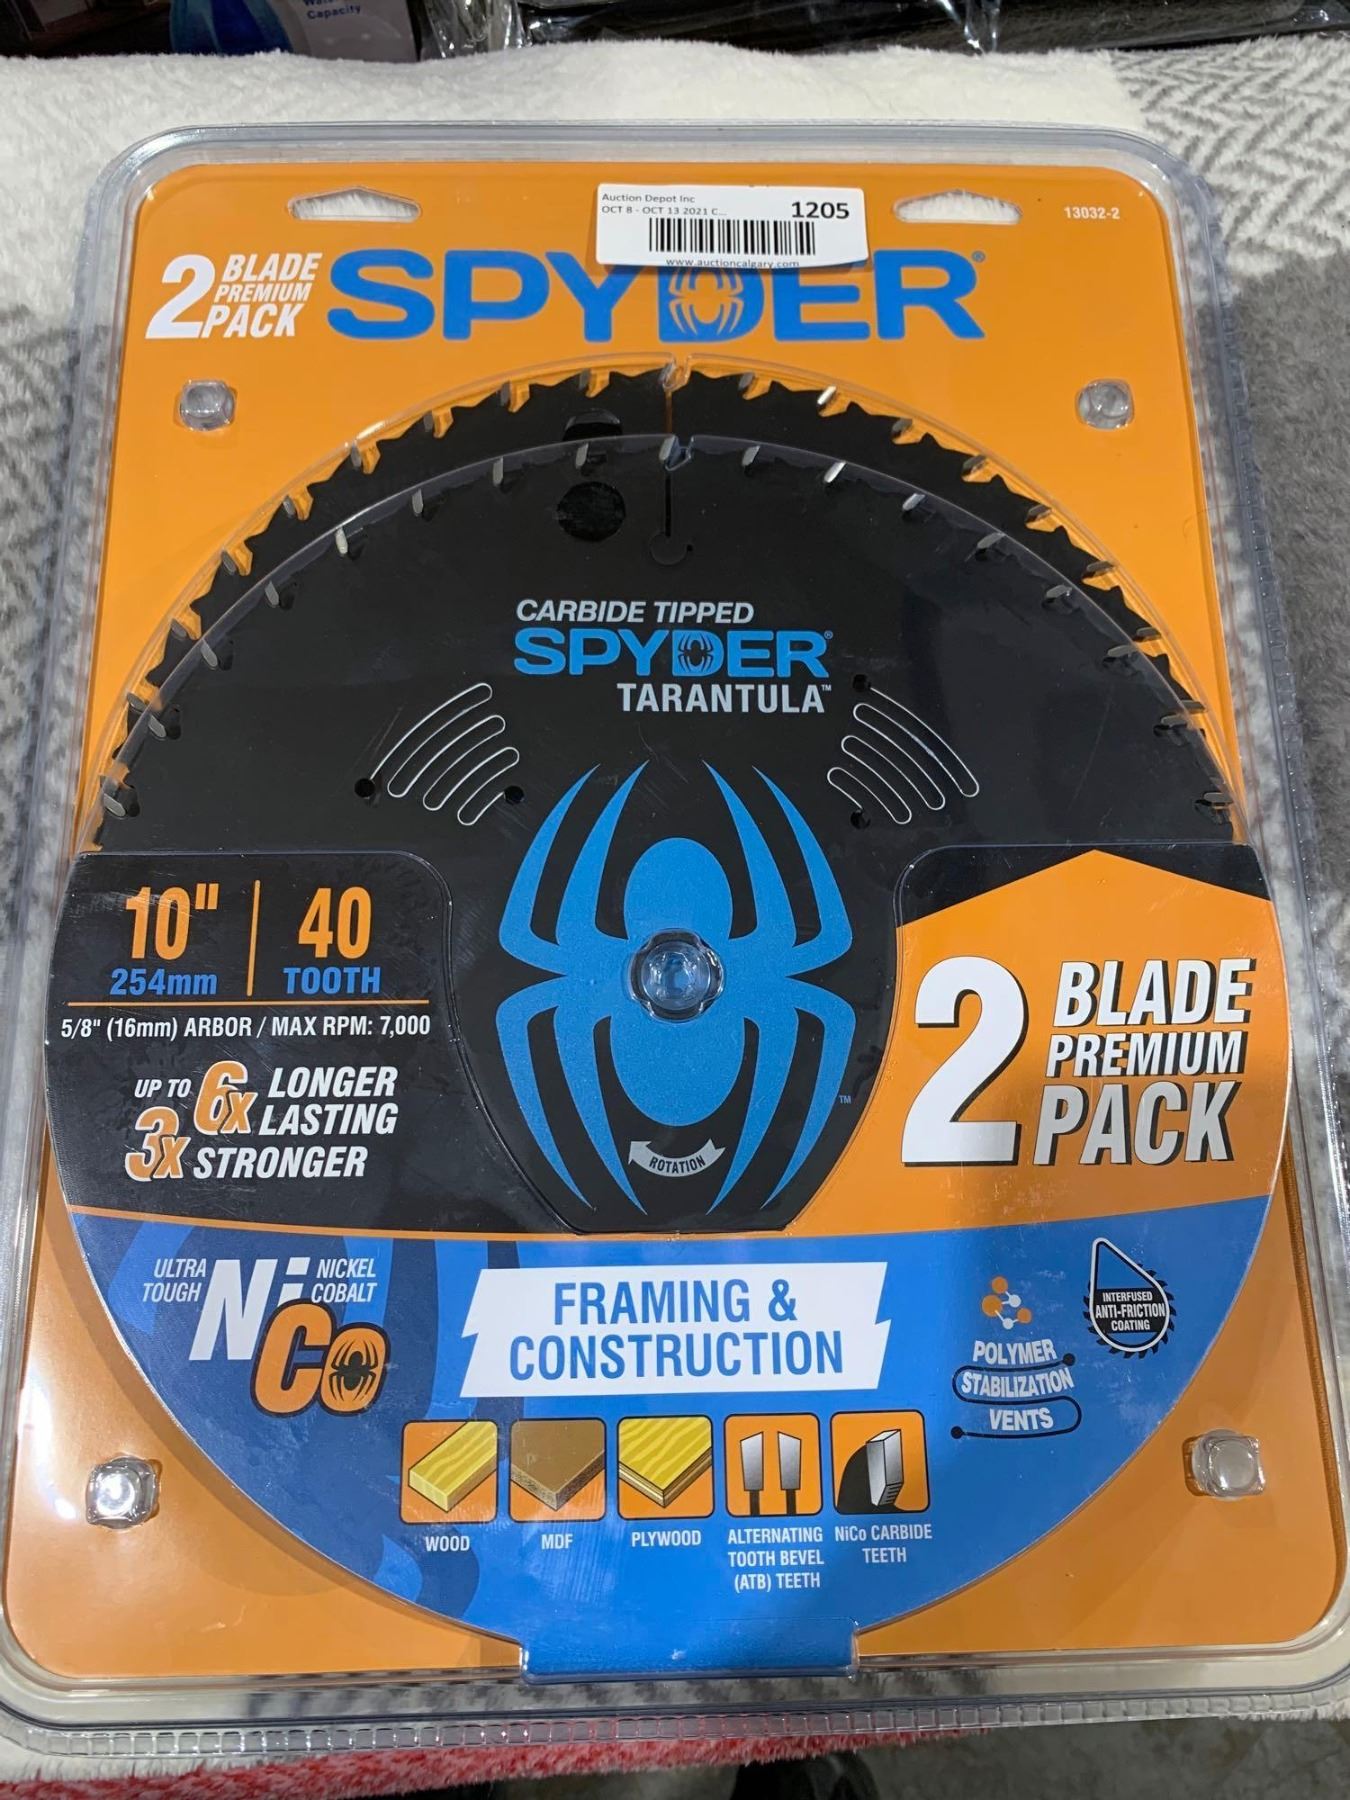 Capacity
Auction Depot Inc
OCT 8 - OCT 13 2021 C...
1205
www.auctioncalgary.com
13032-2
2 BLADE
PREMIUM
PACK
SPYDER®
CARBIDE TIPPED
SPYDER®
TARANTULA™
10" 40
254mm TOOTH
5/8" (16mm) ARBOR / MAX RPM: 7,000
UP TO 6X LONGER
LASTING
3X STRONGER
TM
ROTATION
2 BLADE
PREMIUM
PACK
ULTRA
TOUGH
NiCo
NICKEL
COBALT
FRAMING &
CONSTRUCTION
POLYMER
STABILIZATION
VENTS
INTERFUSED
ANTI-FRICTION
COATING
WOOD
MDF
PLYWOOD
ALTERNATING
TOOTH BEVEL
(ATB) TEETH
NiCo CARBIDE
TEETH